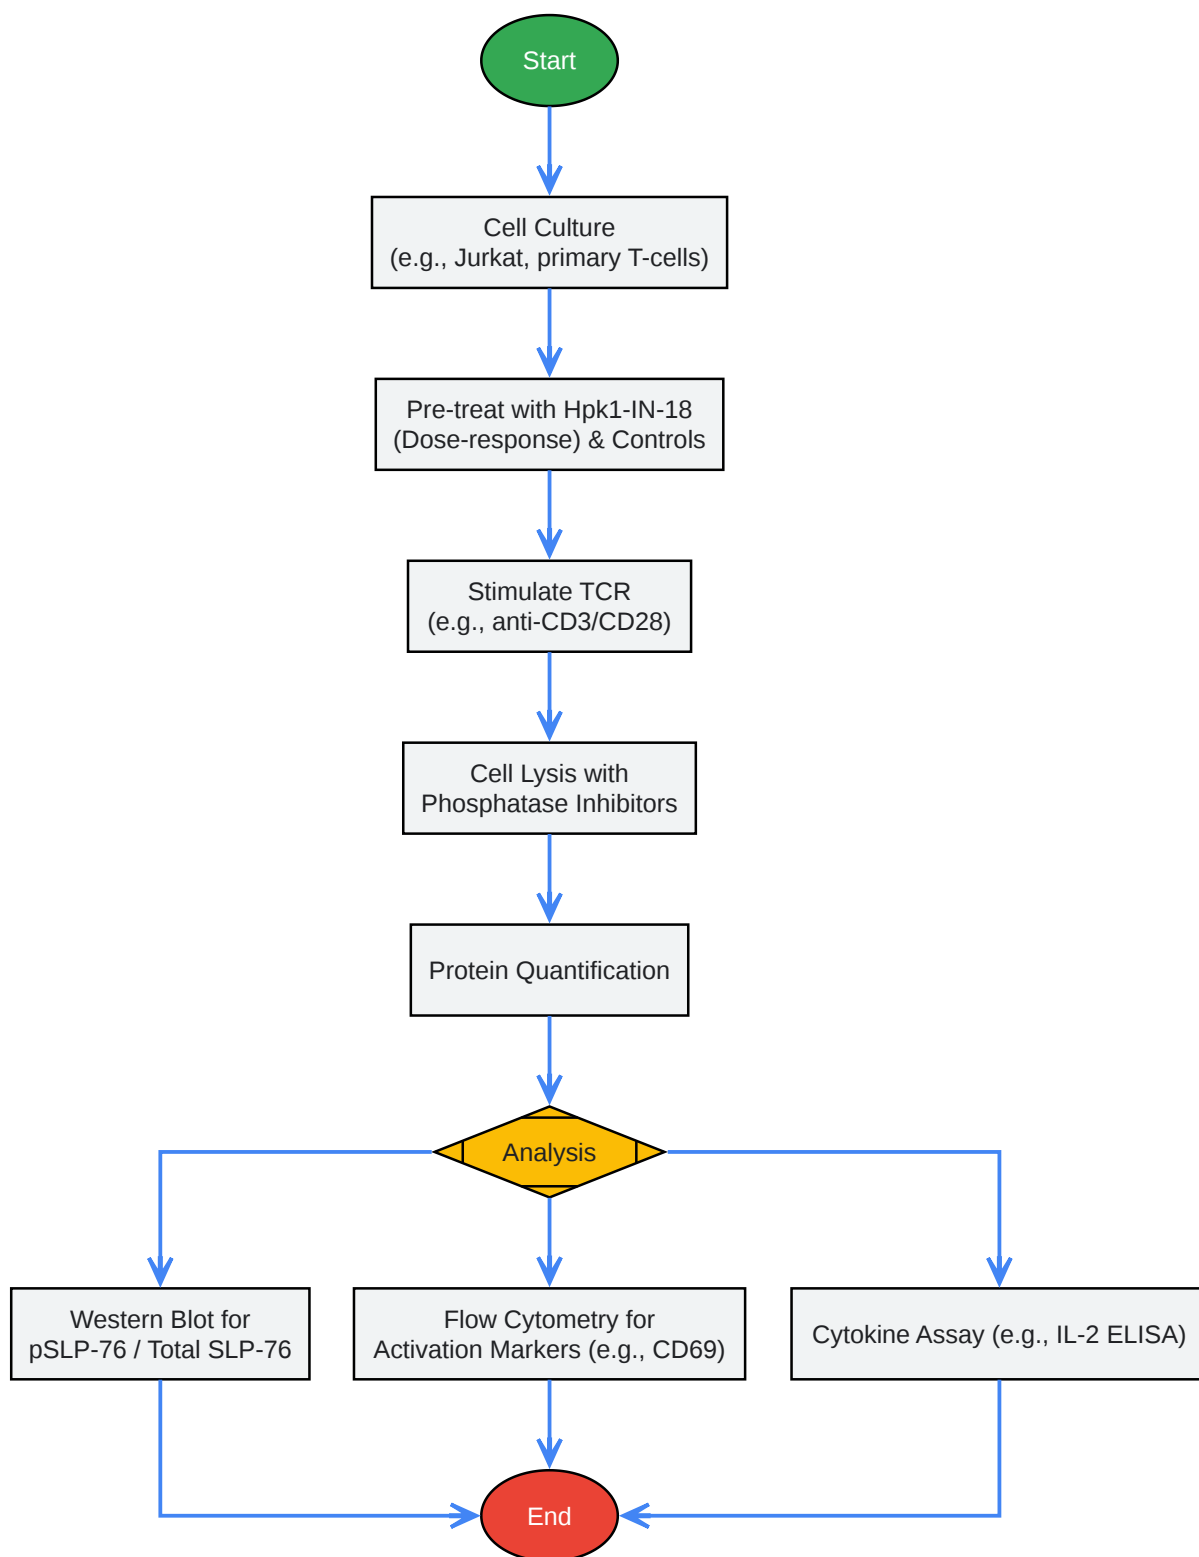 Start
Cell Culture
(e.g., Jurkat, primary T-cells)
Pre-treat with Hpk1-IN-18
(Dose-response) & Controls
Stimulate TCR
(e.g., anti-CD3/CD28)
Cell Lysis with
Phosphatase Inhibitors
Protein Quantification
Analysis
Western Blot for
pSLP-76 / Total SLP-76
Flow Cytometry for
Activation Markers (e.g., CD69)
Cytokine Assay (e.g., IL-2 ELISA)
End